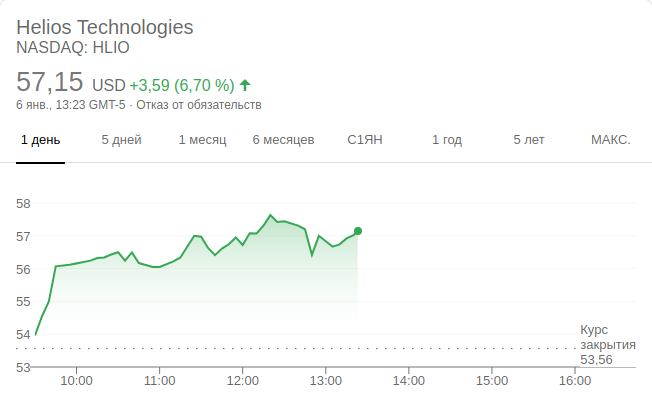 Helios Technologies
NASDAQ: HLIO
57,15 USD +3,59 (6,70 %)
6 янв., 13:23 GMT-5 · Отказ от обязательств
1 день 5 дней 1 месяц 6 месяцев С1ЯН 1 год 5 лет МАКС.
58
57
56
55
54
Курс
закрытия
53,56
53
10:00 11:00 12:00 13:00 14:00 15:00 16:00